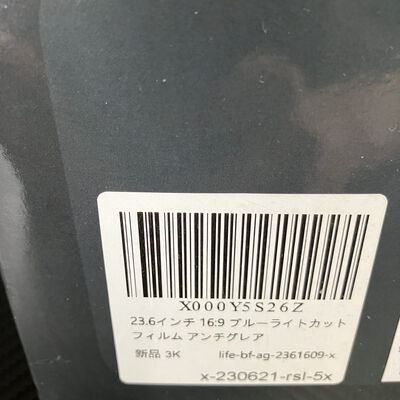 X000Y5S26Z
23.6インチ 16:9 ブルーライトカット
フィルム アンチグレア
新品 3K life-bf-ag-2361609-x
x-230621-rsl-5x